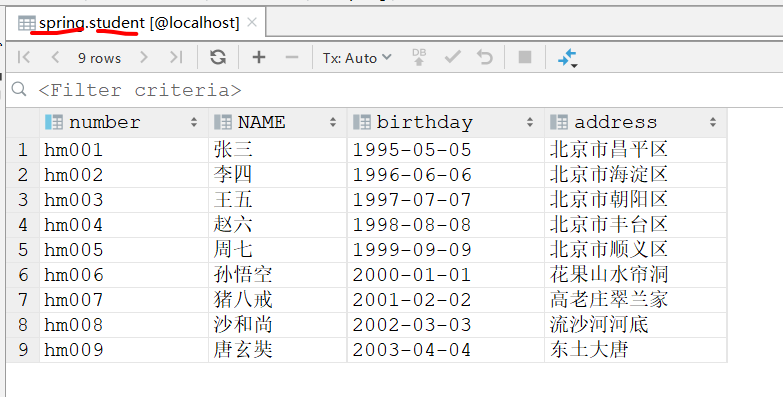 spring.student [@localhost]
9 rows Tx: Auto DB
<Filter criteria>
number NAME birthday address
1 hm001 张三 1995-05-05 北京市昌平区
2 hm002 李四 1996-06-06 北京市海淀区
3 hm003 王五 1997-07-07 北京市朝阳区
4 hm004 赵六 1998-08-08 北京市丰台区
5 hm005 周七 1999-09-09 北京市顺义区
6 hm006 孙悟空 2000-01-01 花果山水帘洞
7 hm007 猪八戒 2001-02-02 高老庄翠兰家
8 hm008 沙和尚 2002-03-03 流沙河河底
9 hm009 唐玄奘 2003-04-04 东土大唐